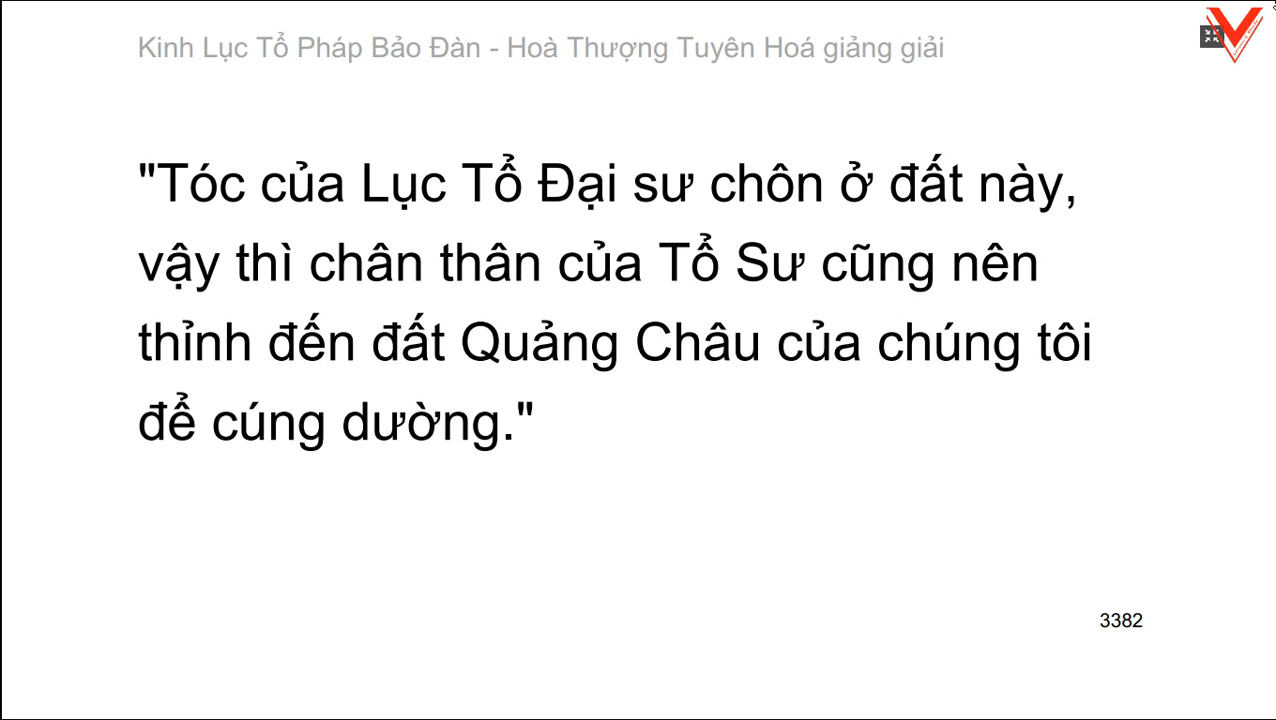 Kinh Lục Tổ Pháp Bảo Đàn - Hoà Thượng Tuyên Hoá giảng giải
"Tóc của Lục Tổ Đại sư chôn ở đất này,
vậy thì chân thân của Tổ Sư cũng nên
thỉnh đến đất Quảng Châu của chúng tôi
để cúng dường."
3382